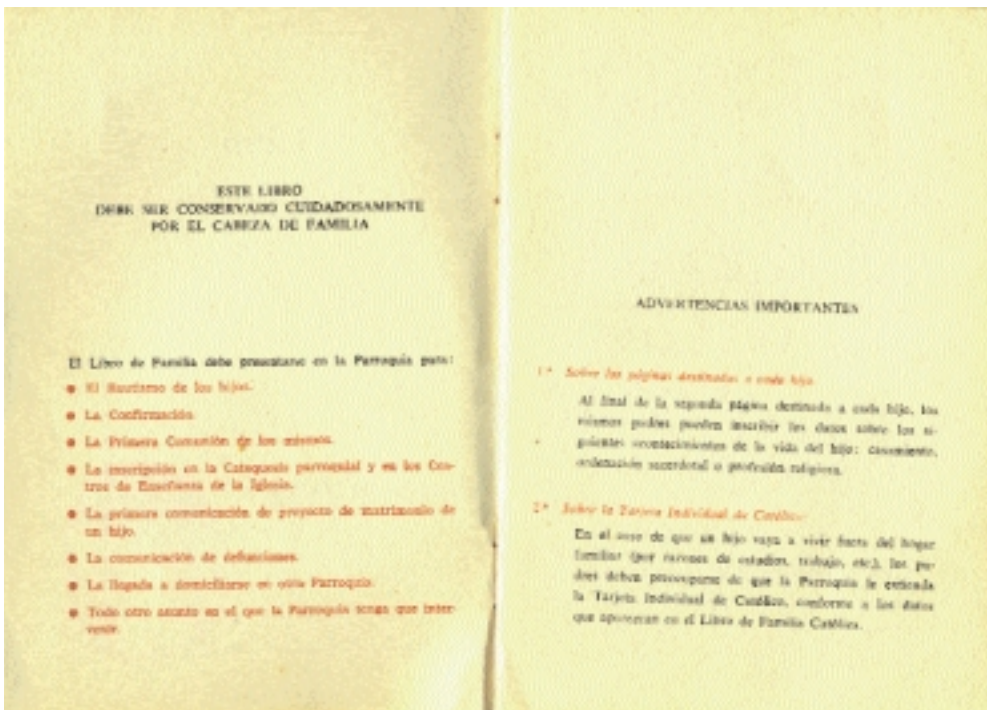 ESTE LIBRO
DEBE SER CONSERVADO CUIDADOSAMENTE
POR EL CABEZA DE FAMILIA
El Libro de Familia debe presentarse en la Parroquia para:
● El Bautismo de los hijos.
● La Confirmación.
● La Primera Comunión de los mismos.
● La inscripción en la Catequesis parroquial y en los Cen-
tros de Enseñanza de la Iglesia.
● La primera comunicación de proyecto de matrimonio de
un hijo.
● La comunicación de defunciones.
● La llegada a domiciliarse en otra Parroquia.
● Todo otro asunto en el que la Parroquia tenga que inter-
venir.
ADVERTENCIAS IMPORTANTES
1.ª Sobre las páginas destinadas a cada hijo.
Al final de la segunda página destinada a cada hijo, los
mismos padres pueden inscribir los datos sobre los si-
guientes acontecimientos de la vida del hijo: casamiento,
ordenación sacerdotal o profesión religiosa.
2.ª Sobre la Tarjeta Individual de Católico:
En el caso de que un hijo vaya a vivir fuera del hogar
familiar (por razones de estudios, trabajo, etc.), los pa-
dres deben preocuparse de que la Parroquia le extienda
la Tarjeta Individual de Católico, conforme a los datos
que aparezcan en el Libro de Familia Católica.